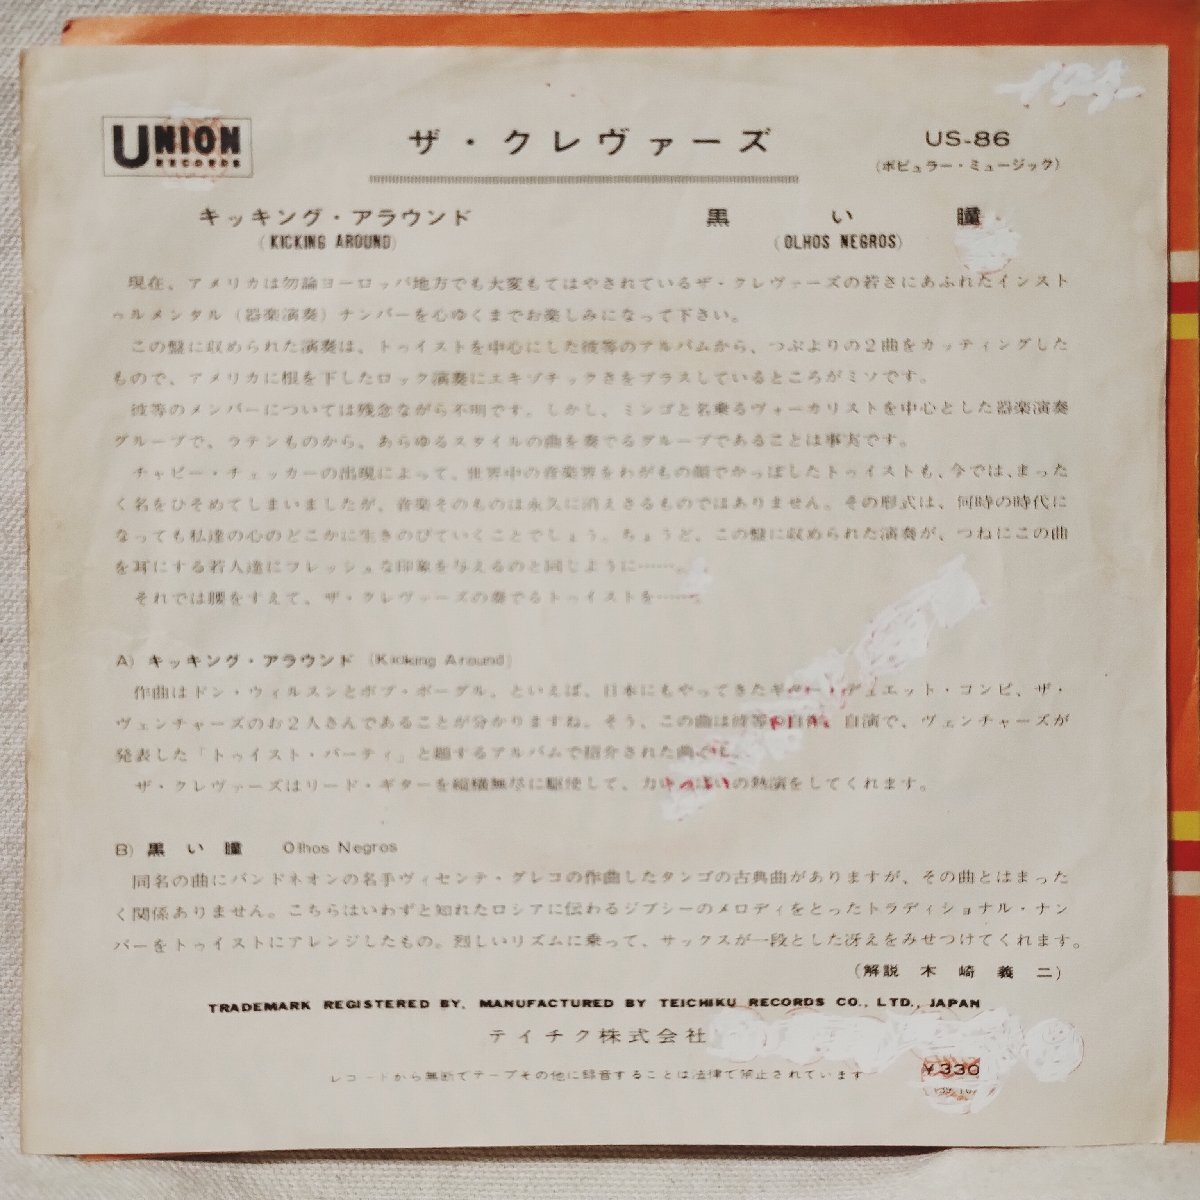 UNION
RECORDS
ザ・クレヴァーズ
US-86
(ポピュラー・ミュージック)
キッキング・アラウンド
(KICKING AROUND)
黒い瞳
(OLHOS NEGROS)
現在、アメリカは勿論ヨーロッパ地方でも大変もてはやされているザ・クレヴァーズの若さにあふれたインスト
ゥルメンタル(器楽演奏)ナンバーを心ゆくまでお楽しみになって下さい。
この盤に収められた演奏は、トゥイストを中心にした彼等のアルバムから、つぶよりの2曲をカッティングした
もので、アメリカに根を下したロック演奏にエキゾチックさをプラスしているところがミソです。
彼等のメンバーについては残念ながら不明です。しかし、ミンゴと名乗るヴォーカリストを中心とした器楽演奏
グループで、ラテンものから、あらゆるスタイルの曲を奏でるグループであることは事実です。
チャビー・チェッカーの出現によって、世界中の音楽界をわがもの顔でかっぽしたトゥイストも、今では、まった
く名をひそめてしまいましたが、音楽そのものは永久に消えさるものではありません。その形式は、何時の時代に
なっても私達の心のどこかに生きのびていくことでしょう。ちょうど、この盤に収められた演奏が、つねにこの曲
を耳にする若人達にフレッシュな印象を与えるのと同じように……。
それでは腰をすえて、ザ・クレヴァーズの奏でるトゥイストを……。
A) キッキング・アラウンド (Kicking Around)
作曲はドン・ウィルスンとボブ・ボーグル、といえば、日本にもやってきたギター・デュエット・コンビ、ザ・
ヴェンチャーズのお2人さんであることが分かりますね。そう、この曲は彼等の自作、自演で、ヴェンチャーズが
発表した「トゥイスト・パーティ」と題するアルバムで紹介された曲でし
ザ・クレヴァーズはリード・ギターを縦横無尽に駆使して、力いっぱいの熱演をしてくれます。
B) 黒い瞳 Olhos Negros
同名の曲にバンドネオンの名手ヴィセンテ・グレコの作曲したタンゴの古典曲がありますが、その曲とはまった
く関係ありません。こちらはいわずと知れたロシアに伝わるジプシーのメロディをとったトラディショナル・ナン
バーをトゥイストにアレンジしたもの。烈しいリズムに乗って、サックスが一段とした冴えをみせつけてくれます。
(解説 木崎義二)
TRADEMARK REGISTERED BY, MANUFACTURED BY TEICHIKU RECORDS CO., LTD., JAPAN
テイチク株式会社
レコードから無断でテープその他に録音することは法律で禁止されています
¥330